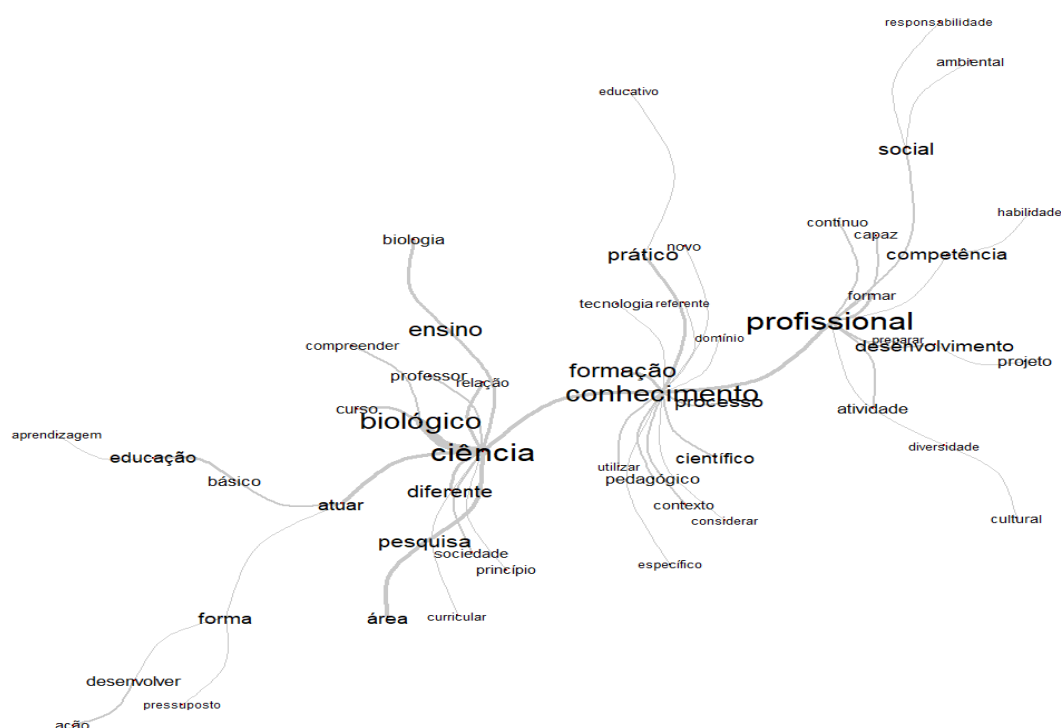 responsabilidade
ambiental
educativo
social
habilidade
contínuo
capaz
biologia
novo
prático
competência
formar
tecnologia
referente
profissional
ensino
domínio
preparar
compreender
desenvolvimento
projeto
formação
professor
relação
conhecimento
processo
curso
atividade
biológico
aprendizagem
ciência
diversidade
educação
científico
utilizar
pedagógico
básico
diferente
atuar
contexto
considerar
cultural
pesquisa
sociedade
específico
princípio
forma
área
curricular
desenvolver
pressuposto
ação